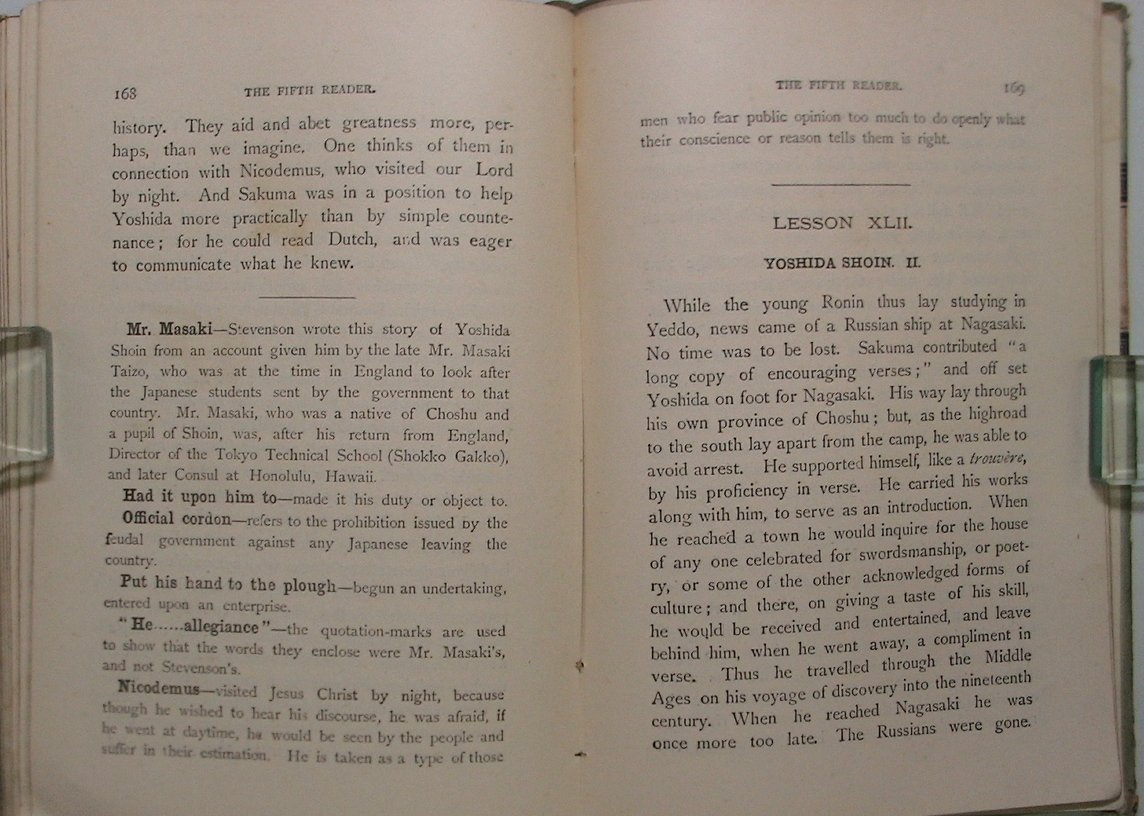 168
THE FIFTH READER.
history. They aid and abet greatness more, per-
haps, than we imagine. One thinks of them in
connection with Nicodemus, who visited our Lord
by night. And Sakuma was in a position to help
Yoshida more practically than by simple counte-
nance; for he could read Dutch, and was eager
to communicate what he knew.
Mr. Masaki—Stevenson wrote this story of Yoshida
Shoin from an account given him by the late Mr. Masaki
Taizo, who was at the time in England to look after
the Japanese students sent by the government to that
country. Mr. Masaki, who was a native of Choshu and
a pupil of Shoin, was, after his return from England,
Director of the Tokyo Technical School (Shokko Gakko),
and later Consul at Honolulu, Hawaii.
Had it upon him to—made it his duty or object to.
Official cordon—refers to the prohibition issued by the
feudal government against any Japanese leaving the
country.
Put his hand to the plough—begun an undertaking,
entered upon an enterprise.
"He......allegiance"—the quotation-marks are used
to show that the words they enclose were Mr. Masaki's,
and not Stevenson's.
Nicodemus—visited Jesus Christ by night, because
though he wished to hear his discourse, he was afraid, if
he went at daytime, he would be seen by the people and
suffer in their estimation. He is taken as a type of those
THE FIFTH READER.
169
men who fear public opinion too much to do openly what
their conscience or reason tells them is right.
LESSON XLII.
YOSHIDA SHOIN. II.
While the young Ronin thus lay studying in
Yeddo, news came of a Russian ship at Nagasaki.
No time was to be lost. Sakuma contributed "a
long copy of encouraging verses;" and off set
Yoshida on foot for Nagasaki. His way lay through
his own province of Choshu; but, as the highroad
to the south lay apart from the camp, he was able to
avoid arrest. He supported himself, like a trouvère,
by his proficiency in verse. He carried his works
along with him, to serve as an introduction. When
he reached a town he would inquire for the house
of any one celebrated for swordsmanship, or poet-
ry, or some of the other acknowledged forms of
culture; and there, on giving a taste of his skill,
he would be received and entertained, and leave
behind him, when he went away, a compliment in
verse. Thus he travelled through the Middle
Ages on his voyage of discovery into the nineteenth
century. When he reached Nagasaki he was
once more too late. The Russians were gone.